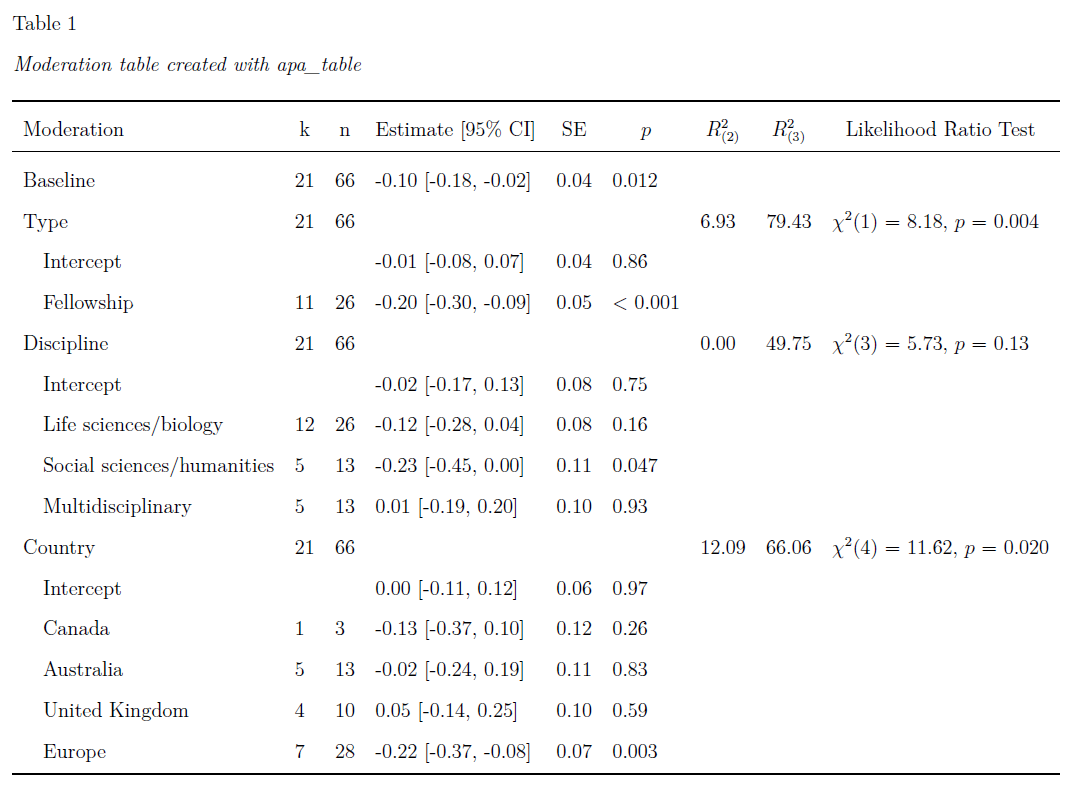 Table 1
Moderation table created with apa_table
Moderation k n Estimate [95% CI] SE p R²(2) R²(3) Likelihood Ratio Test
Baseline 21 66 -0.10 [-0.18, -0.02] 0.04 0.012
Type 21 66 6.93 79.43 χ²(1) = 8.18, p = 0.004
Intercept -0.01 [-0.08, 0.07] 0.04 0.86
Fellowship 11 26 -0.20 [-0.30, -0.09] 0.05 < 0.001
Discipline 21 66 0.00 49.75 χ²(3) = 5.73, p = 0.13
Intercept -0.02 [-0.17, 0.13] 0.08 0.75
Life sciences/biology 12 26 -0.12 [-0.28, 0.04] 0.08 0.16
Social sciences/humanities 5 13 -0.23 [-0.45, 0.00] 0.11 0.047
Multidisciplinary 5 13 0.01 [-0.19, 0.20] 0.10 0.93
Country 21 66 12.09 66.06 χ²(4) = 11.62, p = 0.020
Intercept 0.00 [-0.11, 0.12] 0.06 0.97
Canada 1 3 -0.13 [-0.37, 0.10] 0.12 0.26
Australia 5 13 -0.02 [-0.24, 0.19] 0.11 0.83
United Kingdom 4 10 0.05 [-0.14, 0.25] 0.10 0.59
Europe 7 28 -0.22 [-0.37, -0.08] 0.07 0.003